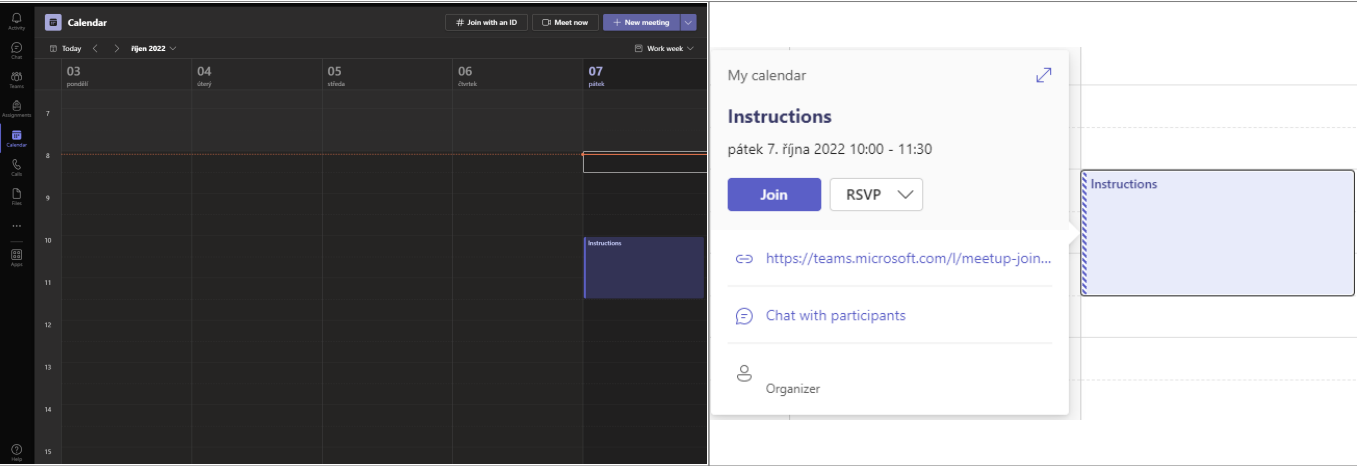 Activity
Chat
Teams
Assignments
Calendar
Calls
Files
...
Apps
Help
Calendar
# Join with an ID
Meet now
+ New meeting
Today
říjen 2022
Work week
03
pondělí
04
úterý
05
středa
06
čtvrtek
07
pátek
7
8
9
10
11
12
13
14
15
Instructions
My calendar
Instructions
pátek 7. října 2022 10:00 - 11:30
Join
RSVP
https://teams.microsoft.com/l/meetup-join...
Chat with participants
Organizer
Instructions